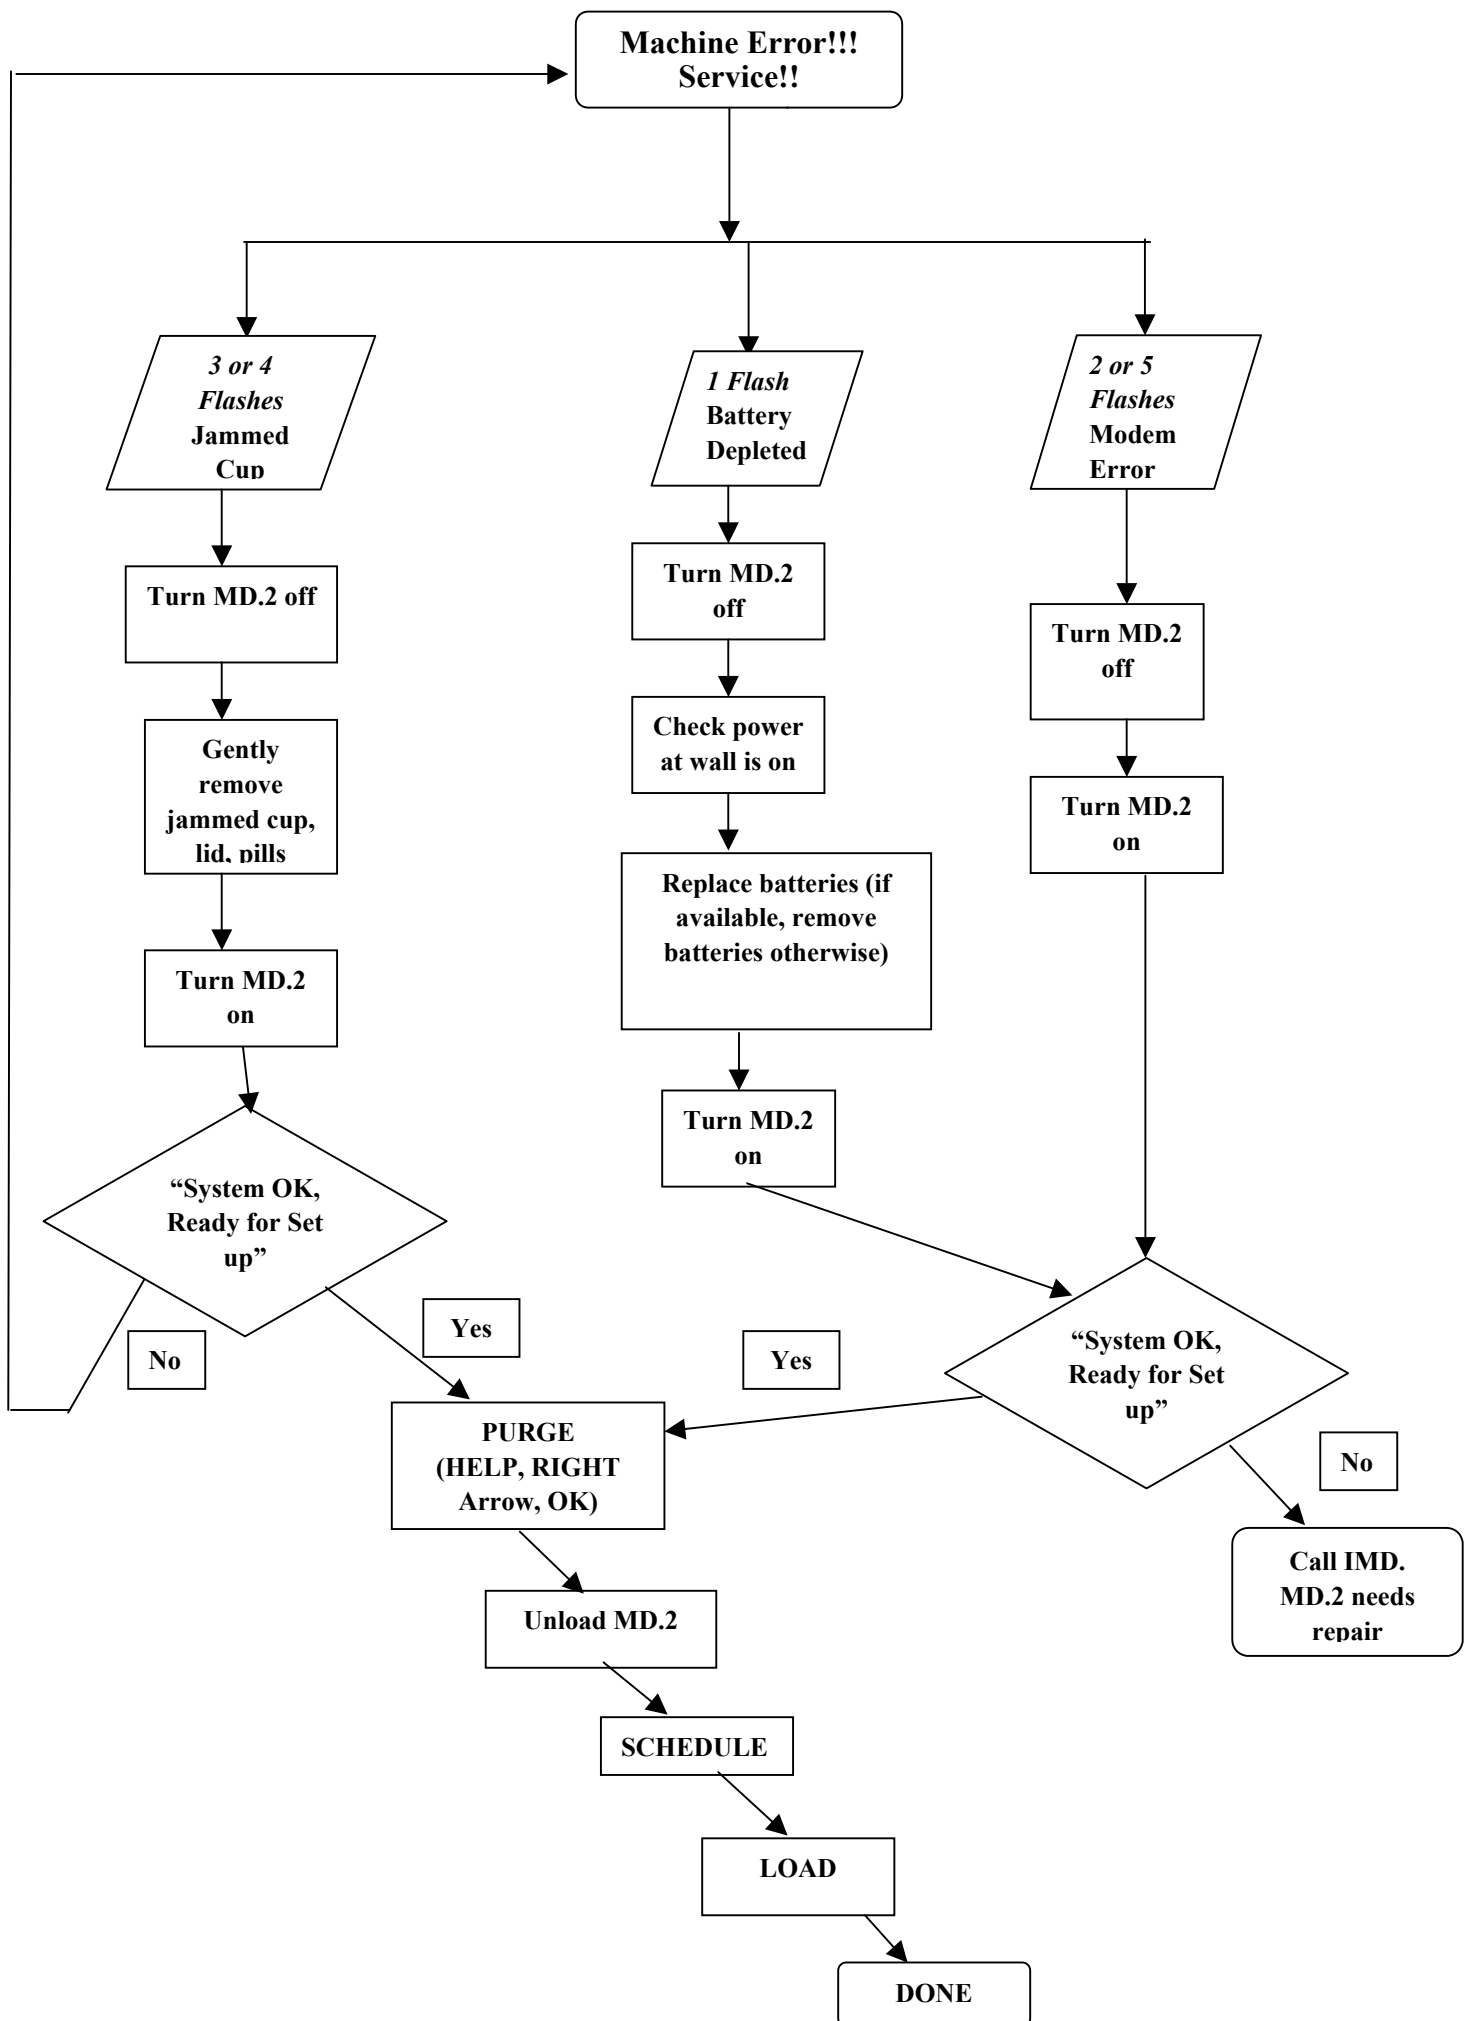 Machine Error!!!
Service!!
3 or 4
Flashes
Jammed
Cup
1 Flash
Battery
Depleted
2 or 5
Flashes
Modem
Error
Turn MD.2 off
Gently
remove
jammed cup,
lid, pills
Turn MD.2
on
“System OK,
Ready for Set
up”
No
Yes
Turn MD.2
off
Check power
at wall is on
Replace batteries (if
available, remove
batteries otherwise)
Turn MD.2
on
Turn MD.2
off
Turn MD.2
on
“System OK,
Ready for Set
up”
Yes
No
Call IMD.
MD.2 needs
repair
PURGE
(HELP, RIGHT
Arrow, OK)
Unload MD.2
SCHEDULE
LOAD
DONE